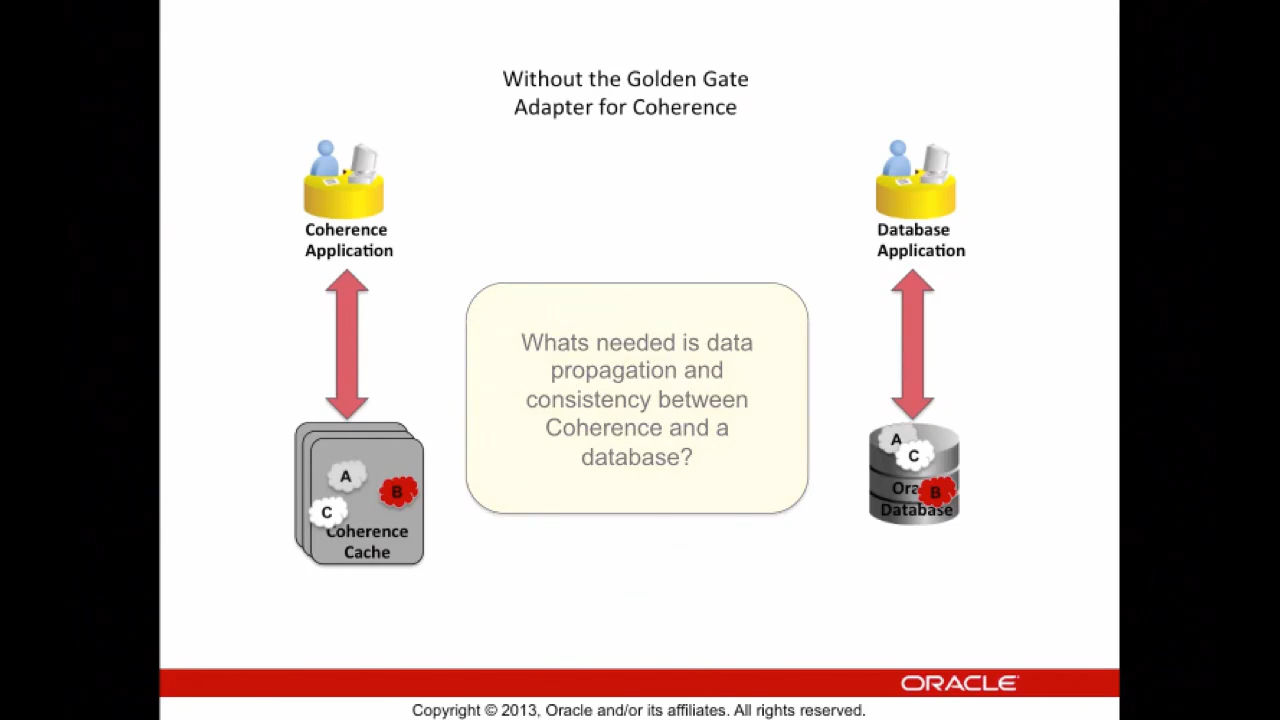 Without the Golden Gate
Adapter for Coherence
Coherence
Application
Database
Application
Whats needed is data
propagation and
consistency between
Coherence and a
database?
A
B
C
Coherence
Cache
A
C
B
Database
ORACLE
Copyright © 2013, Oracle and/or its affiliates. All rights reserved.